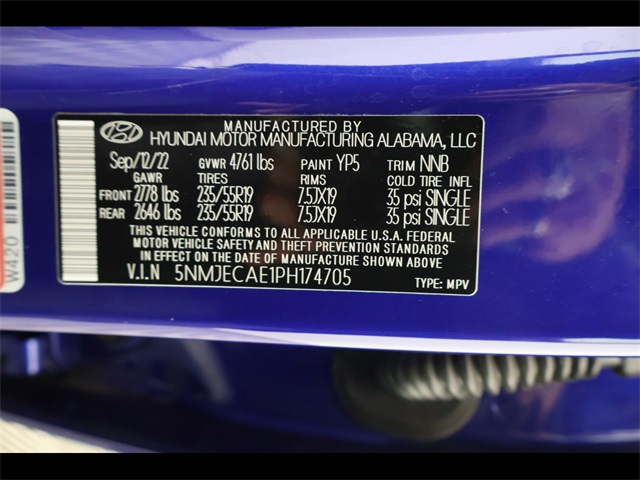 MANUFACTURED BY
HYUNDAI MOTOR MANUFACTURING ALABAMA, LLC
Sep/12/22 GVWR 4761 lbs PAINT YP5 TRIM NNB
GAWR TIRES RIMS COLD TIRE INFL
FRONT 2778 lbs 235/55R19 7.5JX19 35 psi SINGLE
REAR 2646 lbs 235/55R19 7.5JX19 35 psi SINGLE
THIS VEHICLE CONFORMS TO ALL APPLICABLE U.S.A. FEDERAL
MOTOR VEHICLE SAFETY AND THEFT PREVENTION STANDARDS
IN EFFECT ON THE DATE OF MANUFACTURE SHOWN ABOVE.
V.I.N 5NMJECAE1PH174705 TYPE: MPV
W420